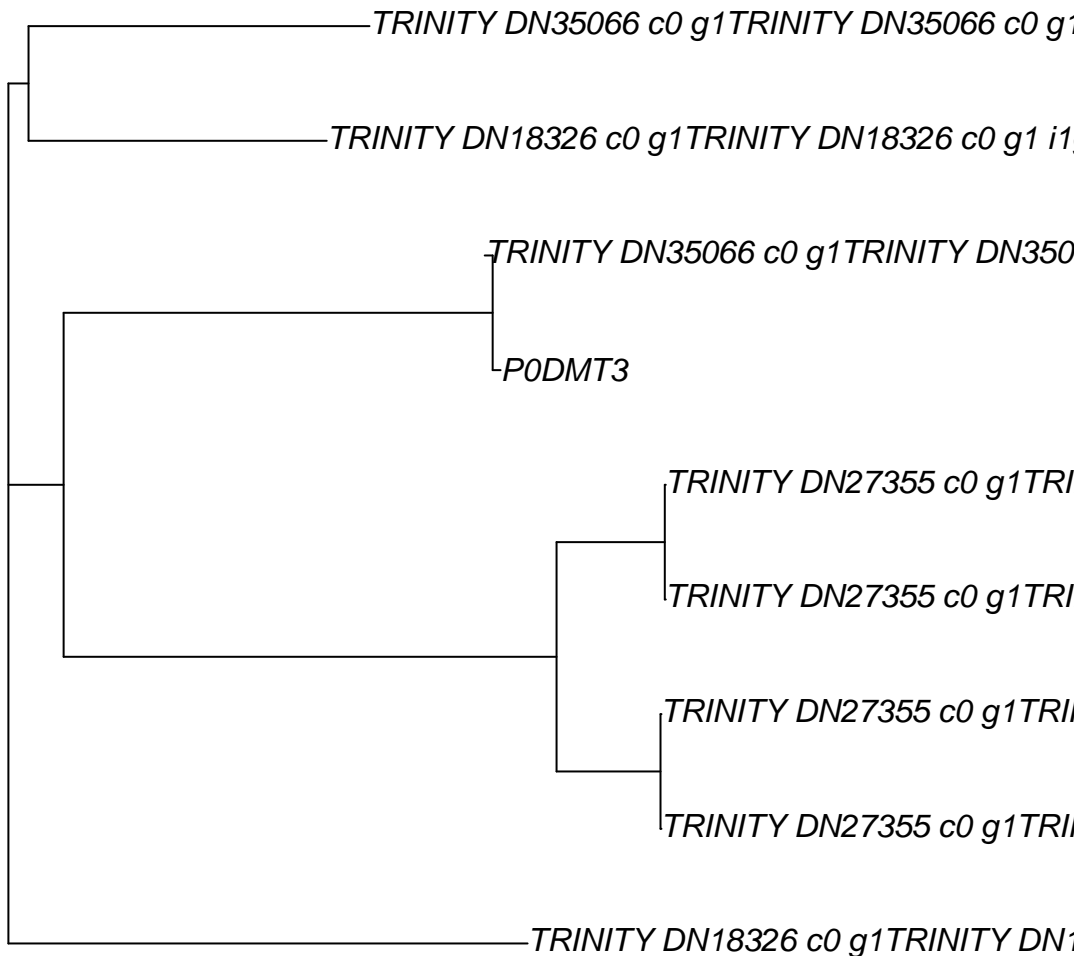 TRINITY DN35066 c0 g1TRINITY DN35066 c0 g1
TRINITY DN18326 c0 g1TRINITY DN18326 c0 g1 i1
TRINITY DN35066 c0 g1TRINITY DN350
P0DMT3
TRINITY DN27355 c0 g1TRI
TRINITY DN27355 c0 g1TRI
TRINITY DN27355 c0 g1TRI
TRINITY DN27355 c0 g1TRI
TRINITY DN18326 c0 g1TRINITY DN1